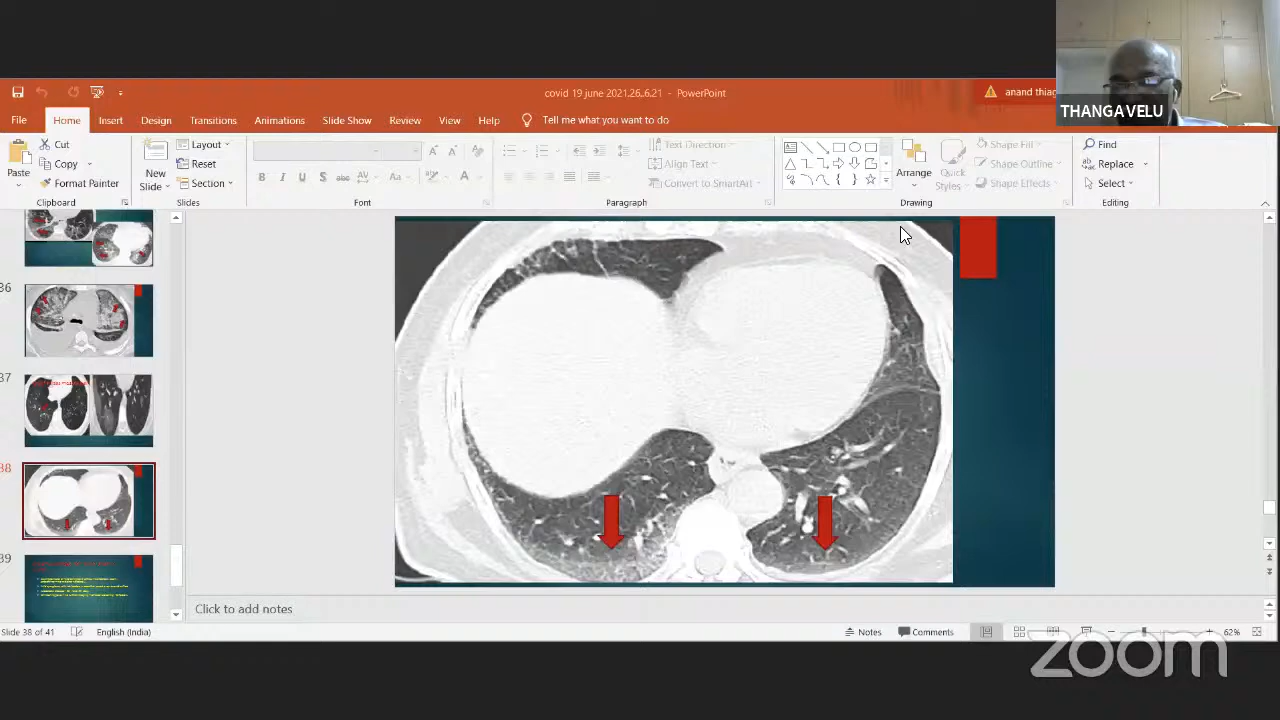 covid 19 june 2021,26,.6.21 - PowerPoint
anand thiag
THANGAVELU
File Home Insert Design Transitions Animations Slide Show Review View Help Tell me what you want to do
Paste
Cut
Copy
Format Painter
Clipboard
New
Slide
Layout
Reset
Section
Slides
B I U S abc AV Aa A
Font
Text Direction
Align Text
Convert to SmartArt
Paragraph
Arrange
Quick
Styles
Shape Fill
Shape Outline
Shape Effects
Drawing
Find
Replace
Select
Editing
36
37
38
39
Click to add notes
Slide 38 of 41 English (India) Notes Comments 62%
zoom